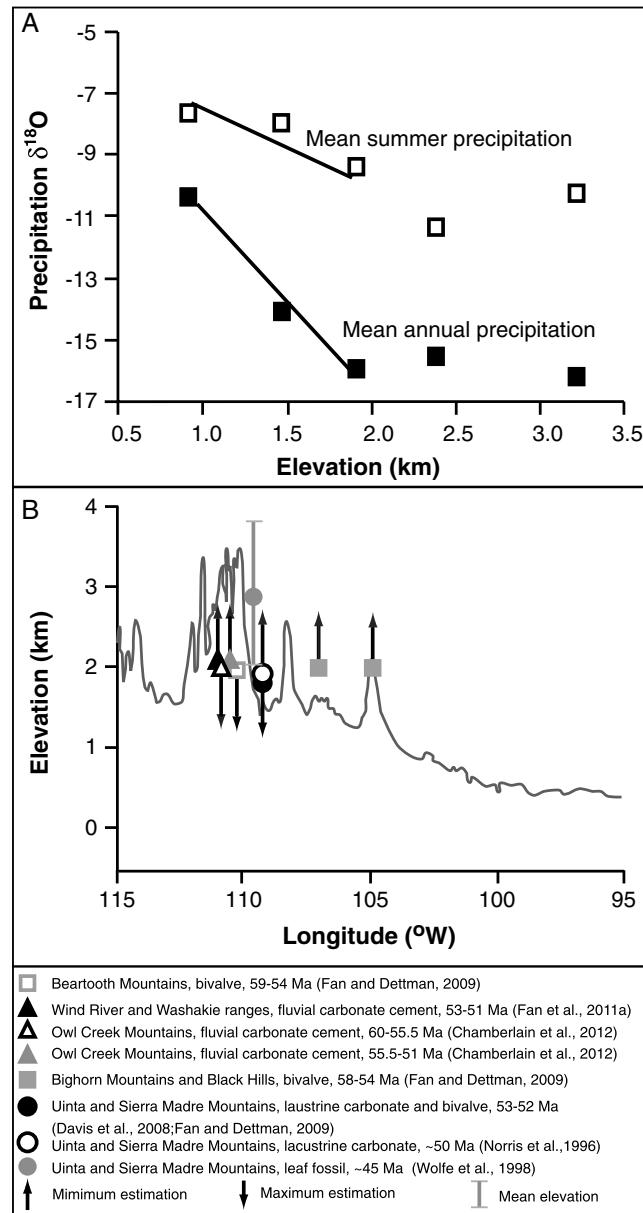 A
-5
-7
-9
-11
-13
-15
-17
Precipitation δ18O
Mean summer precipitation
Mean annual precipitation
0.5 1.0 1.5 2.0 2.5 3.0 3.5
Elevation (km)
B
4
3
2
1
0
Elevation (km)
115 110 105 100 95
Longitude (oW)
Beartooth Mountains, bivalve, 59-54 Ma (Fan and Dettman, 2009)
Wind River and Washakie ranges, fluvial carbonate cement, 53-51 Ma (Fan et al., 2011a)
Owl Creek Mountains, fluvial carbonate cement, 60-55.5 Ma (Chamberlain et al., 2012)
Owl Creek Mountains, fluvial carbonate cement, 55.5-51 Ma (Chamberlain et al., 2012)
Bighorn Mountains and Black Hills, bivalve, 58-54 Ma (Fan and Dettman, 2009)
Uinta and Sierra Madre Mountains, laustrine carbonate and bivalve, 53-52 Ma
(Davis et al., 2008;Fan and Dettman, 2009)
Uinta and Sierra Madre Mountains, lacustrine carbonate, ~50 Ma (Norris et al.,1996)
Uinta and Sierra Madre Mountains, leaf fossil, ~45 Ma (Wolfe et al., 1998)
Mimimum estimation Maximum estimation Mean elevation